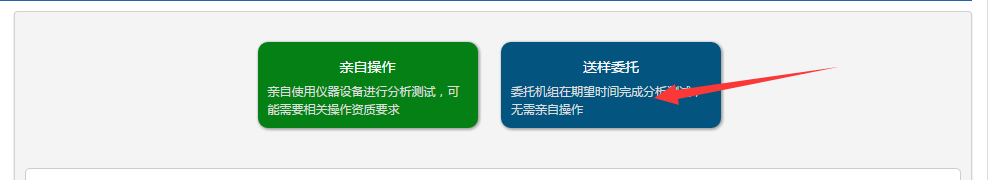 亲自操作
亲自使用仪器设备进行分析测试，可
能需要相关操作资质要求
送样委托
委托机组在期望时间完成分析测试，
无需亲自操作